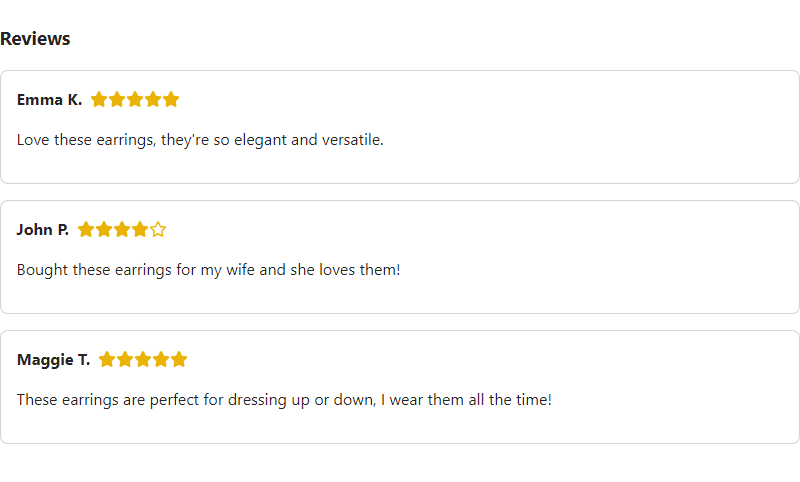 Reviews
Emma K.
Love these earrings, they're so elegant and versatile.
John P.
Bought these earrings for my wife and she loves them!
Maggie T.
These earrings are perfect for dressing up or down, I wear them all the time!